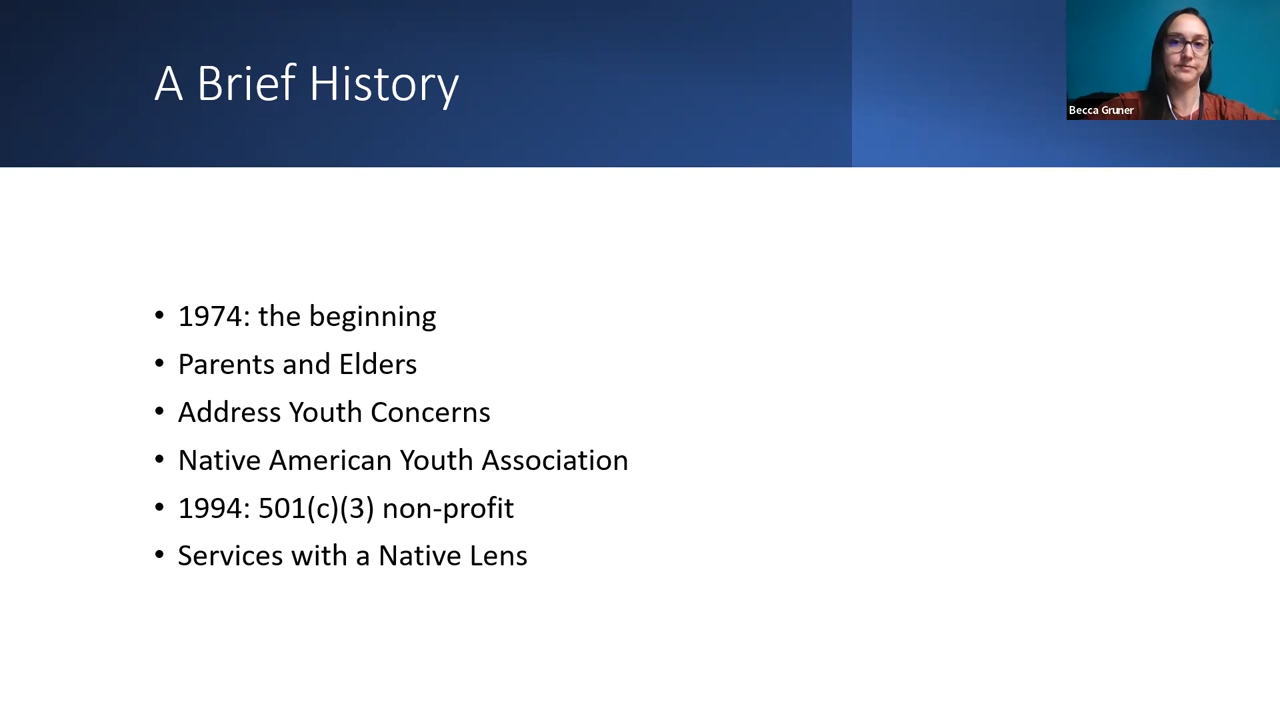 A Brief History
Becca Gruner
• 1974: the beginning
• Parents and Elders
• Address Youth Concerns
• Native American Youth Association
• 1994: 501(c)(3) non-profit
• Services with a Native Lens